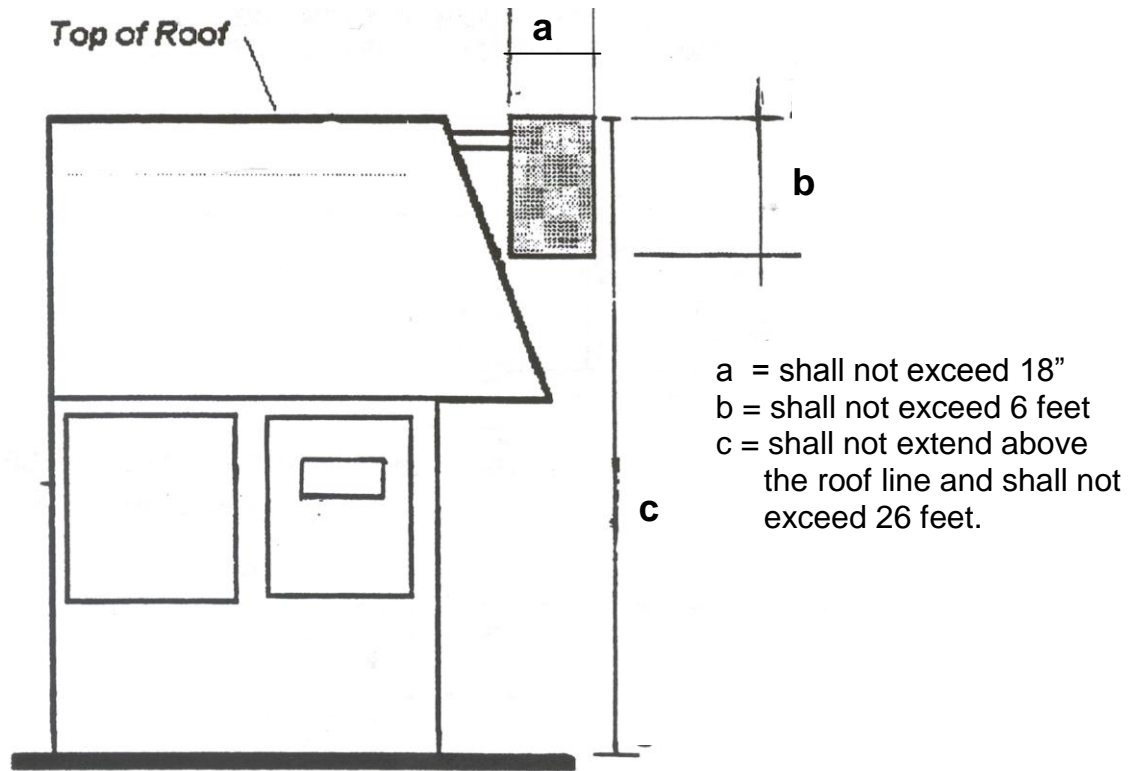 Top of Roof
a
b
a = shall not exceed 18”
b = shall not exceed 6 feet
c = shall not extend above
the roof line and shall not
exceed 26 feet.
c